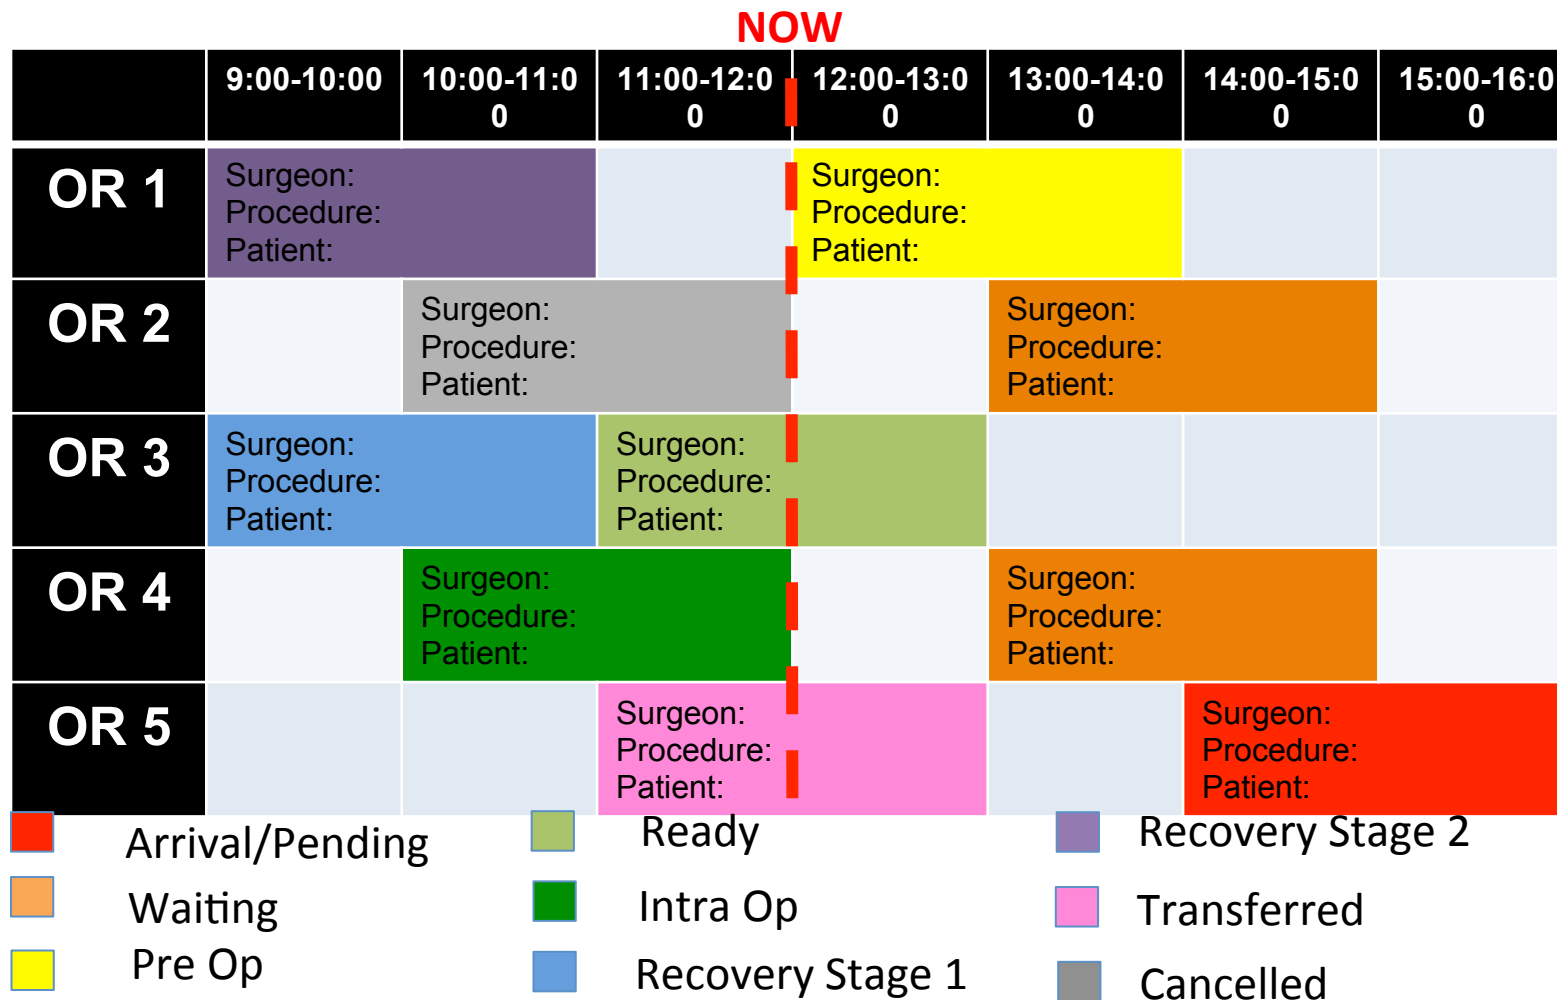 NOW
9:00-10:00
10:00-11:0
0
11:00-12:0
0
12:00-13:0
0
13:00-14:0
0
14:00-15:0
0
15:00-16:0
0
OR 1
Surgeon:
Procedure:
Patient:
Surgeon:
Procedure:
Patient:
OR 2
Surgeon:
Procedure:
Patient:
Surgeon:
Procedure:
Patient:
OR 3
Surgeon:
Procedure:
Patient:
Surgeon:
Procedure:
Patient:
OR 4
Surgeon:
Procedure:
Patient:
Surgeon:
Procedure:
Patient:
OR 5
Surgeon:
Procedure:
Patient:
Surgeon:
Procedure:
Patient:
Arrival/Pending
Waiting
Pre Op
Ready
Intra Op
Recovery Stage 1
Recovery Stage 2
Transferred
Cancelled